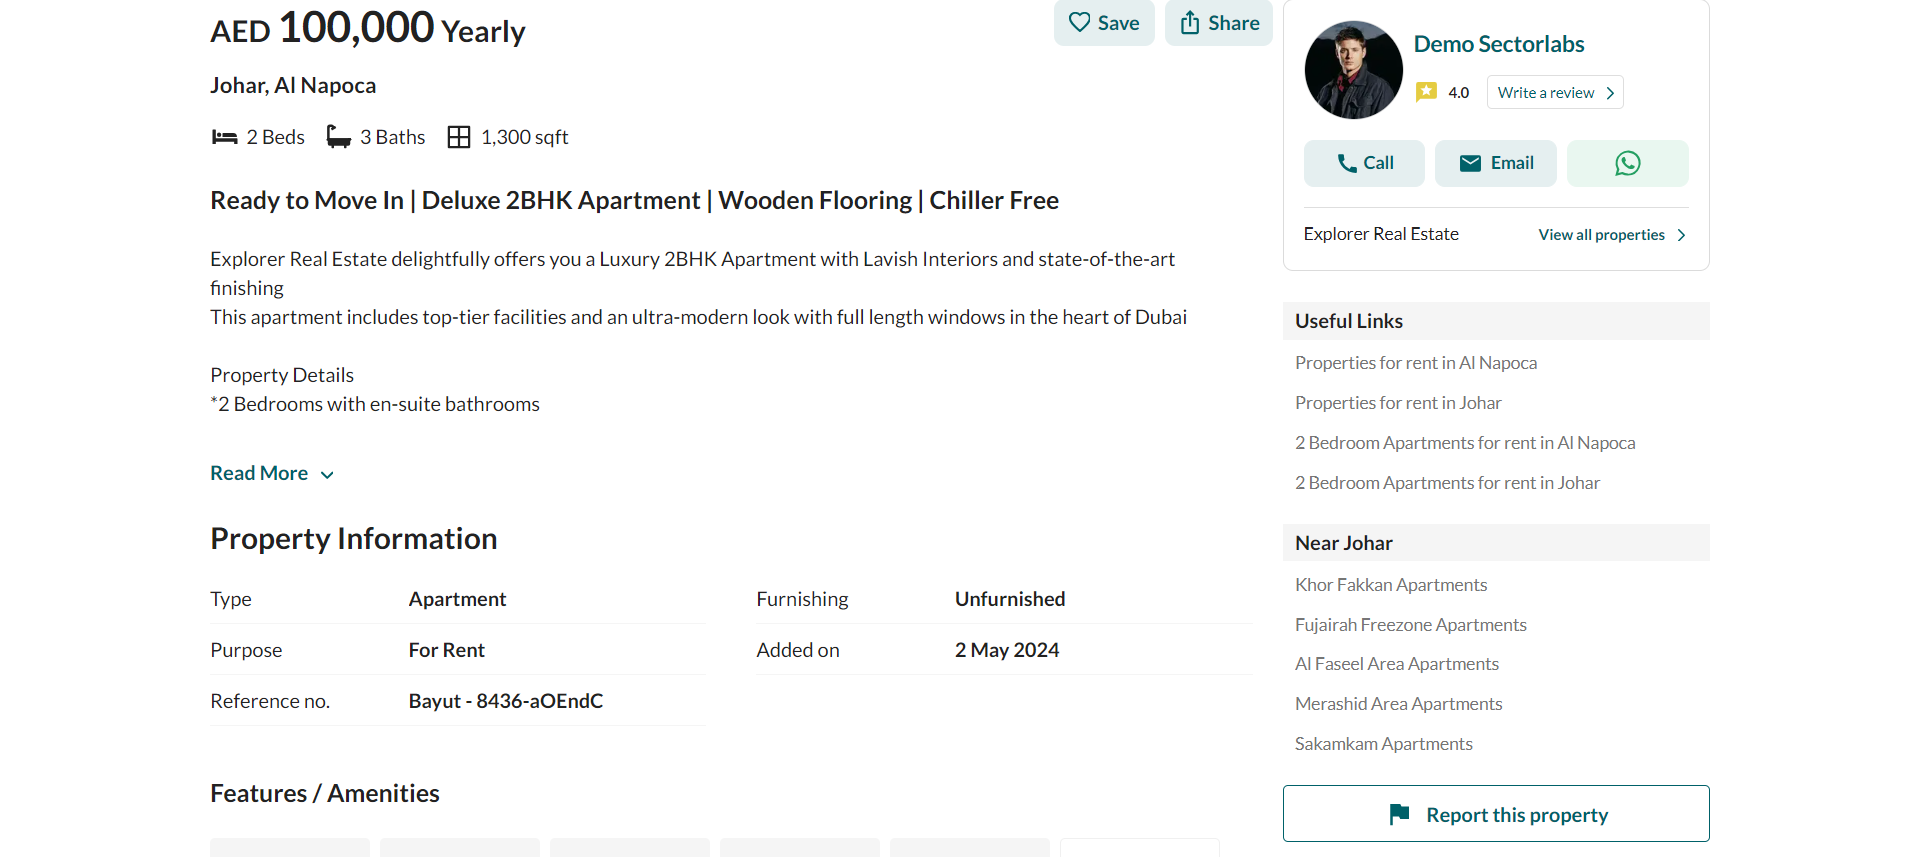 AED 100,000 Yearly
Save
Share
Johar, Al Napoca
2 Beds
3 Baths
1,300 sqft
Ready to Move In | Deluxe 2BHK Apartment | Wooden Flooring | Chiller Free
Explorer Real Estate delightfully offers you a Luxury 2BHK Apartment with Lavish Interiors and state-of-the-art
finishing
This apartment includes top-tier facilities and an ultra-modern look with full length windows in the heart of Dubai
Property Details
*2 Bedrooms with en-suite bathrooms
Read More
Property Information
Type Apartment
Furnishing Unfurnished
Purpose For Rent
Added on 2 May 2024
Reference no. Bayut - 8436-aOEndC
Features / Amenities
Demo Sectorlabs
4.0
Write a review
Call
Email
Explorer Real Estate
View all properties
Useful Links
Properties for rent in Al Napoca
Properties for rent in Johar
2 Bedroom Apartments for rent in Al Napoca
2 Bedroom Apartments for rent in Johar
Near Johar
Khor Fakkan Apartments
Fujairah Freezone Apartments
Al Faseel Area Apartments
Merashid Area Apartments
Sakamkam Apartments
Report this property